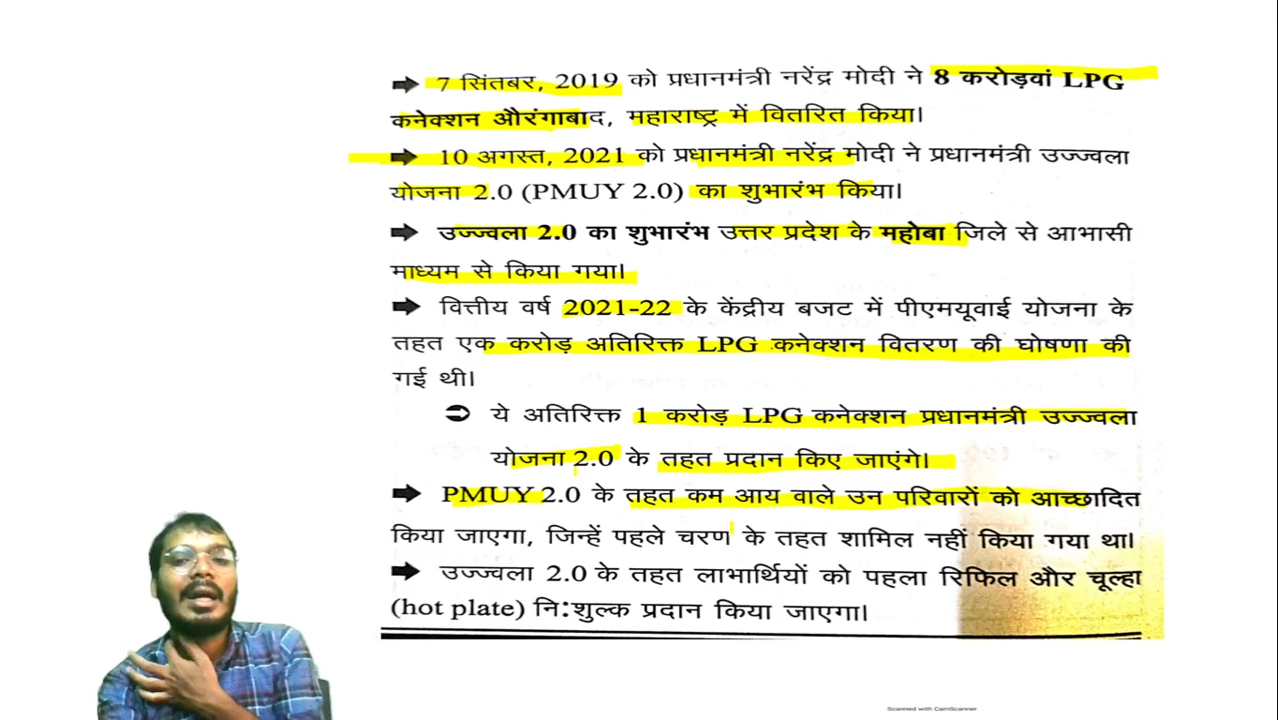 ➡ 7 सितंबर, 2019 को प्रधानमंत्री नरेंद्र मोदी ने 8 करोड़वां LPG
कनेक्शन औरंगाबाद, महाराष्ट्र में वितरित किया।
➡ 10 अगस्त, 2021 को प्रधानमंत्री नरेंद्र मोदी ने प्रधानमंत्री उज्ज्वला
योजना 2.0 (PMUY 2.0) का शुभारंभ किया।
➡ उज्ज्वला 2.0 का शुभारंभ उत्तर प्रदेश के महोबा जिले से आभासी
माध्यम से किया गया।
➡ वित्तीय वर्ष 2021-22 के केंद्रीय बजट में पीएमयूवाई योजना के
तहत एक करोड़ अतिरिक्त LPG कनेक्शन वितरण की घोषणा की
गई थी।
➲ ये अतिरिक्त 1 करोड़ LPG कनेक्शन प्रधानमंत्री उज्ज्वला
योजना 2.0 के तहत प्रदान किए जाएंगे।
➡ PMUY 2.0 के तहत कम आय वाले उन परिवारों को आच्छादित
किया जाएगा, जिन्हें पहले चरण के तहत शामिल नहीं किया गया था।
➡ उज्ज्वला 2.0 के तहत लाभार्थियों को पहला रिफिल और चूल्हा
(hot plate) नि:शुल्क प्रदान किया जाएगा।
Scanned with CamScanner